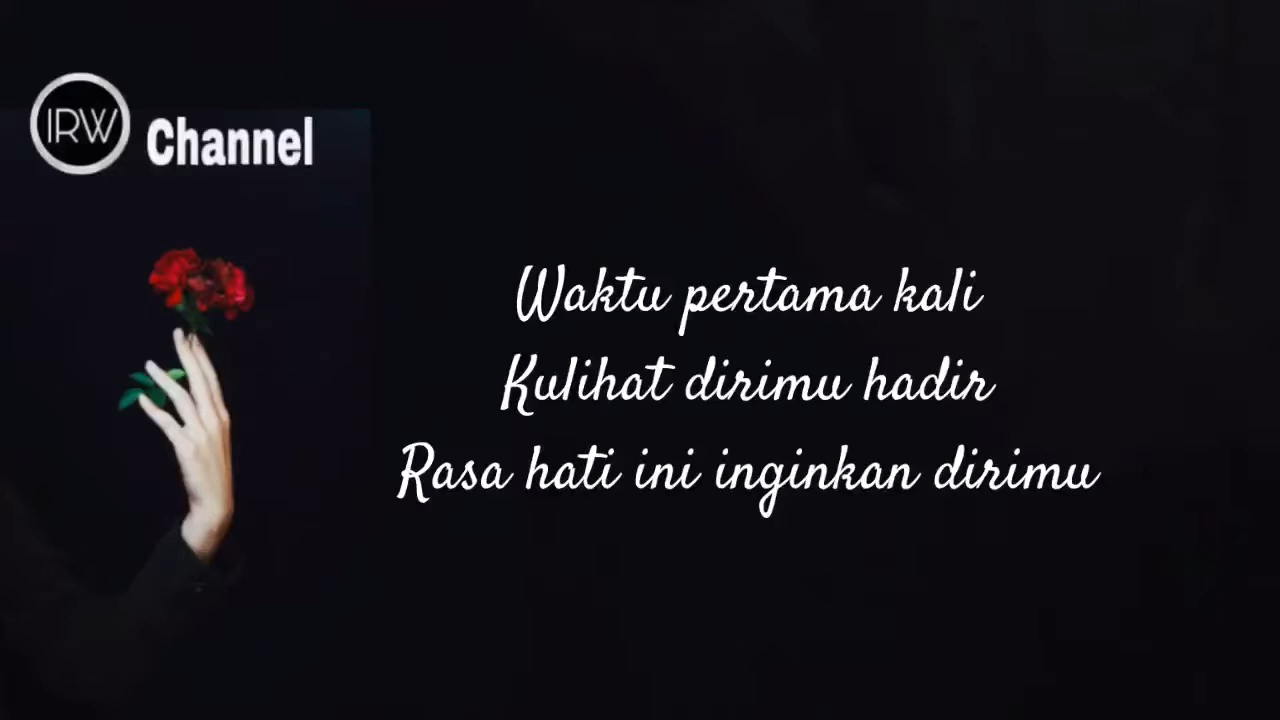 IRW Channel
Waktu pertama kali
Kulihat dirimu hadir
Rasa hati ini inginkan dirimu